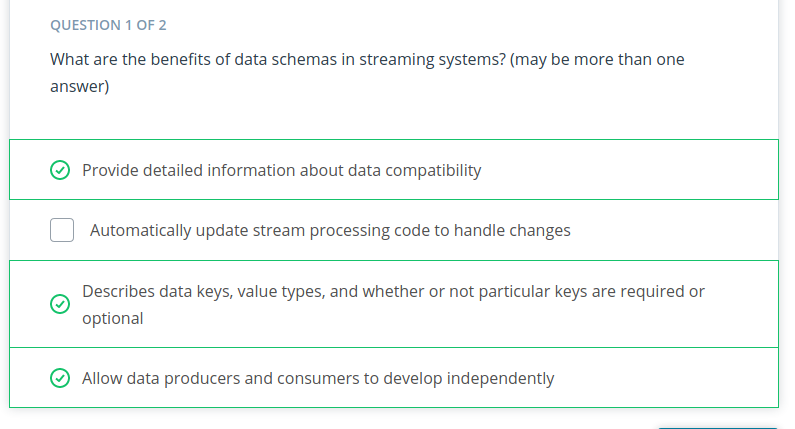 QUESTION 1 OF 2
What are the benefits of data schemas in streaming systems? (may be more than one
answer)
Provide detailed information about data compatibility
Automatically update stream processing code to handle changes
Describes data keys, value types, and whether or not particular keys are required or
optional
Allow data producers and consumers to develop independently